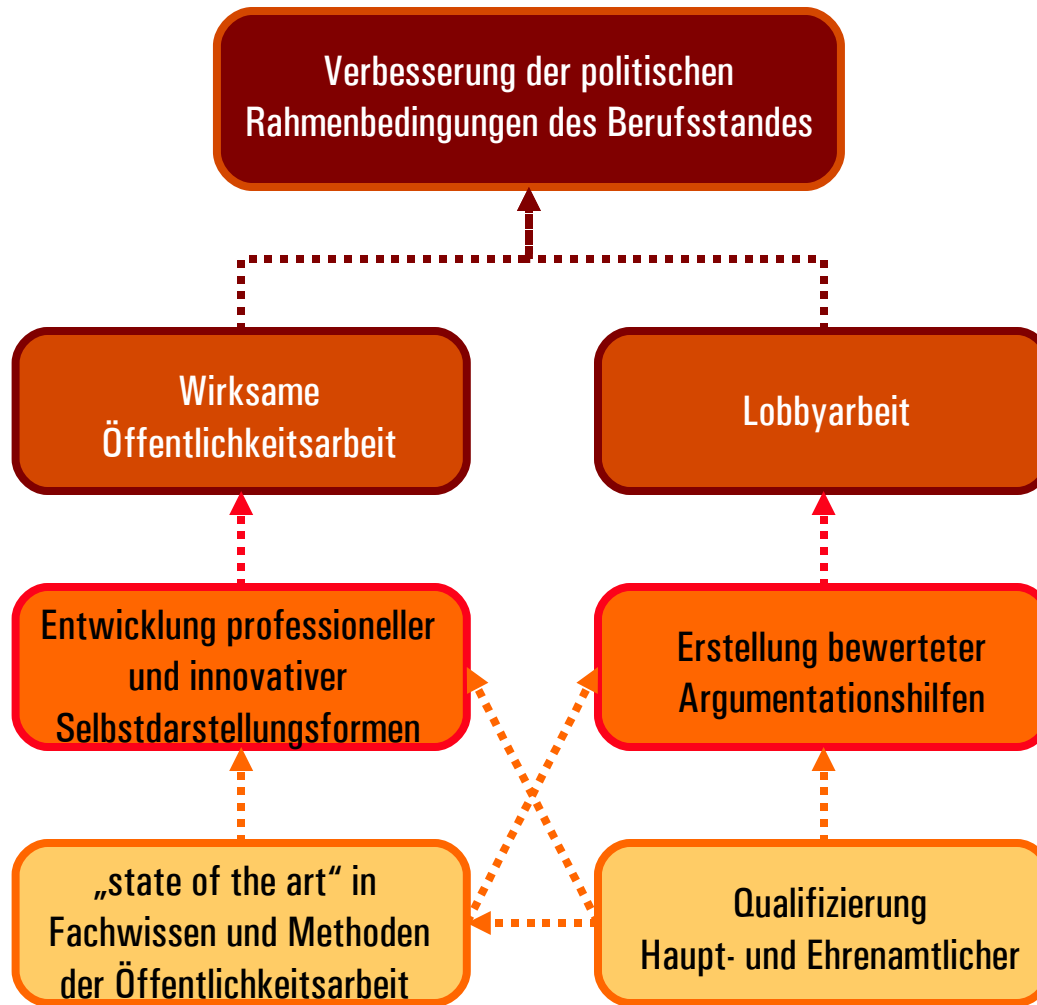 Verbesserung der politischen
Rahmenbedingungen des Berufsstandes
Wirksame
Öffentlichkeitsarbeit
Lobbyarbeit
Entwicklung professioneller
und innovativer
Selbstdarstellungsformen
Erstellung bewerteter
Argumentationshilfen
„state of the art“ in
Fachwissen und Methoden
der Öffentlichkeitsarbeit
Qualifizierung
Haupt- und Ehrenamtlicher